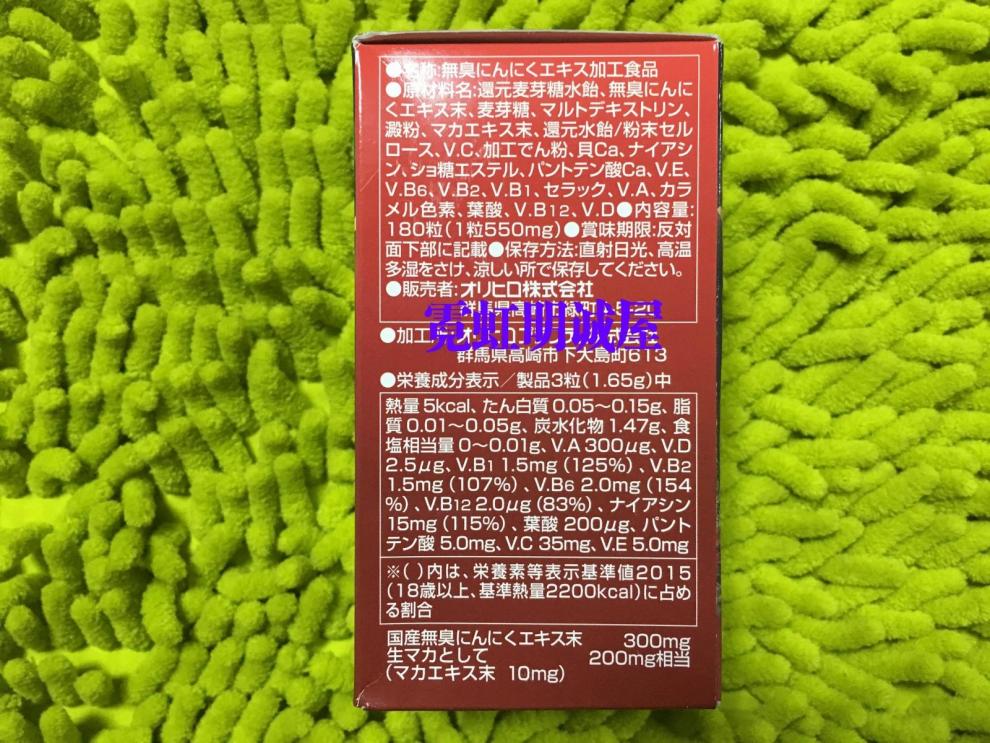 ●名称:無臭にんにくエキス加工食品
●原材料名:還元麦芽糖水飴、無臭にんに
くエキス末、麦芽糖、マルトデキストリン、
澱粉、マカエキス末、還元水飴/粉末セル
ロース、V.C、加工でん粉、貝Ca、ナイアシ
ン、ショ糖エステル、パントテン酸Ca、V.E、
V.B6、V.B2、V.B1、セラック、V.A、カラ
メル色素、葉酸、V.B12、V.D●内容量:
180粒(1粒550mg)●賞味期限:反対
面下部に記載●保存方法:直射日光、高温
多湿をさけ、涼しい所で保存してください。
●販売者:オリヒロ株式会社
群馬県高
霓虹明誠屋
●加工所
群馬県高崎市下大島町613
●栄養成分表示/製品3粒(1.65g)中
熱量5kcal、たん白質0.05〜0.15g、脂
質0.01〜0.05g、炭水化物1.47g、食
塩相当量0〜0.01g、V.A 300μg、V.D
2.5μg、V.B1 1.5mg(125%)、V.B2
1.5mg(107%)、V.B6 2.0mg(154
%)、V.B12 2.0μg(83%)、ナイアシン
15mg(115%)、葉酸200μg、パント
テン酸5.0mg、V.C 35mg、V.E 5.0mg
※( )内は、栄養素等表示基準値2015
(18歳以上、基準熱量2200kcal)に占め
る割合
国産無臭にんにくエキス末 300mg
生マカとして 200mg相当
(マカエキス末 10mg)